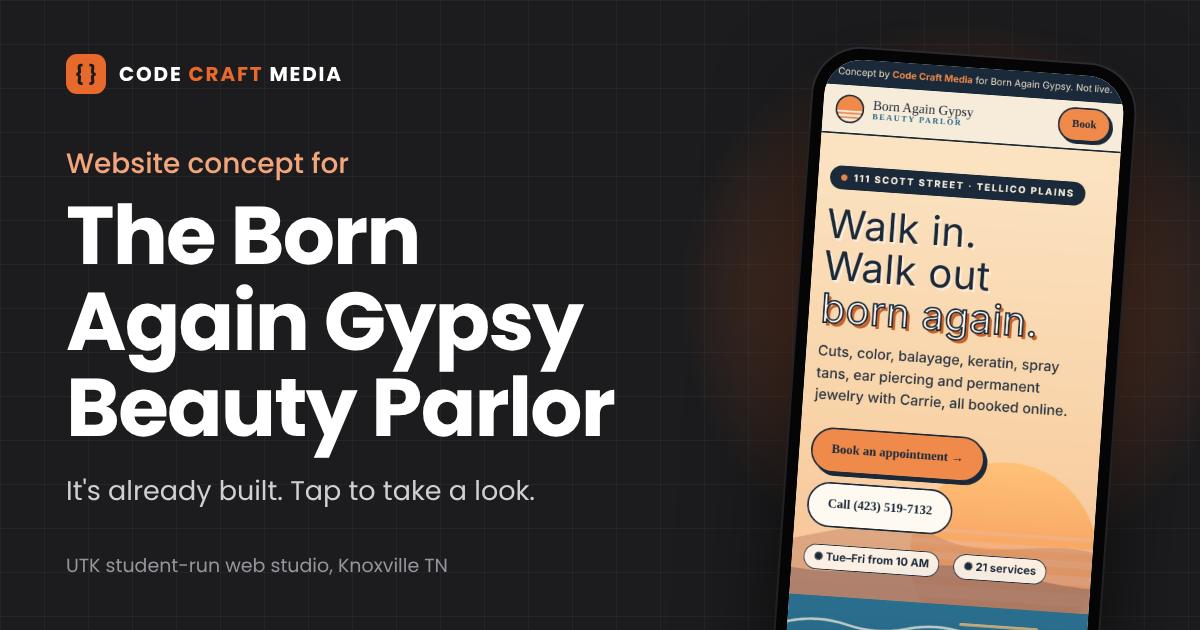 { } CODE CRAFT MEDIA
Website concept for
The Born
Again Gypsy
Beauty Parlor
It's already built. Tap to take a look.
UTK student-run web studio, Knoxville TN
Concept by Code Craft Media for Born Again Gypsy. Not live.
Born Again Gypsy
BEAUTY PARLOR
Book
111 SCOTT STREET · TELLICO PLAINS
Walk in.
Walk out
born again.
Cuts, color, balayage, keratin, spray
tans, ear piercing and permanent
jewelry with Carrie, all booked online.
Book an appointment →
Call (423) 519-7132
Tue–Fri from 10 AM
21 services